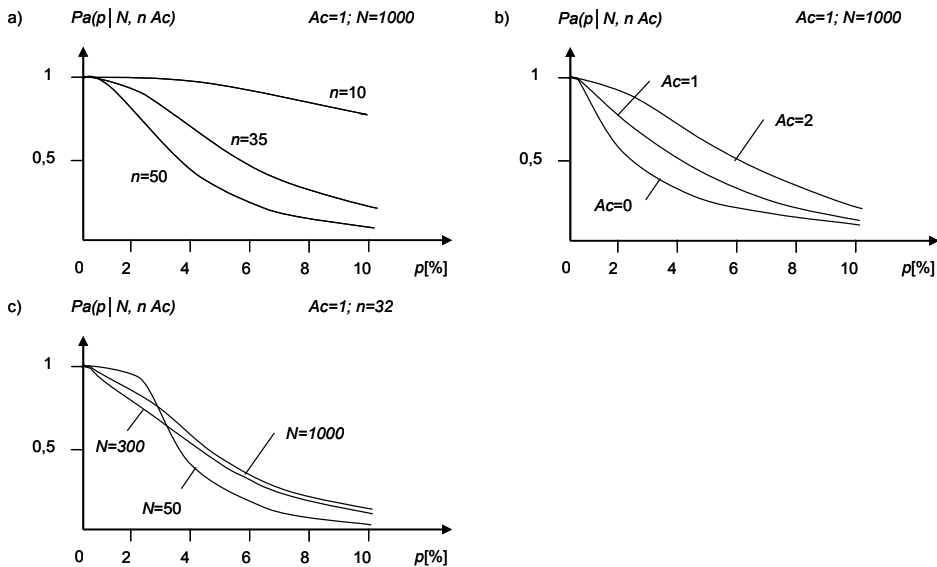 a) Pa(p│N, n Ac) Ac=1; N=1000
1
0,5
n=10
n=35
n=50
0 2 4 6 8 10 p[%]
b) Pa(p│N, n Ac) Ac=1; N=1000
1
0,5
Ac=1
Ac=2
Ac=0
0 2 4 6 8 10 p[%]
c) Pa(p│N, n Ac) Ac=1; n=32
1
0,5
N=300
N=1000
N=50
0 2 4 6 8 10 p[%]